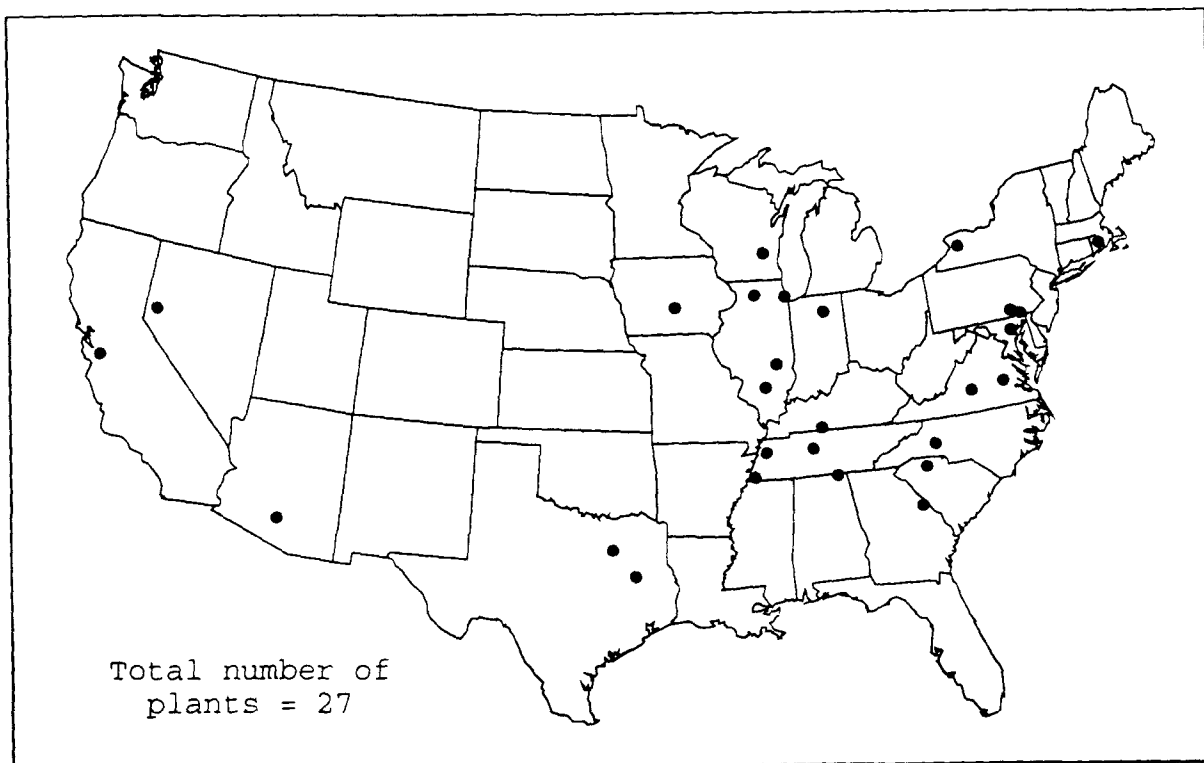 Total number of
plants = 27